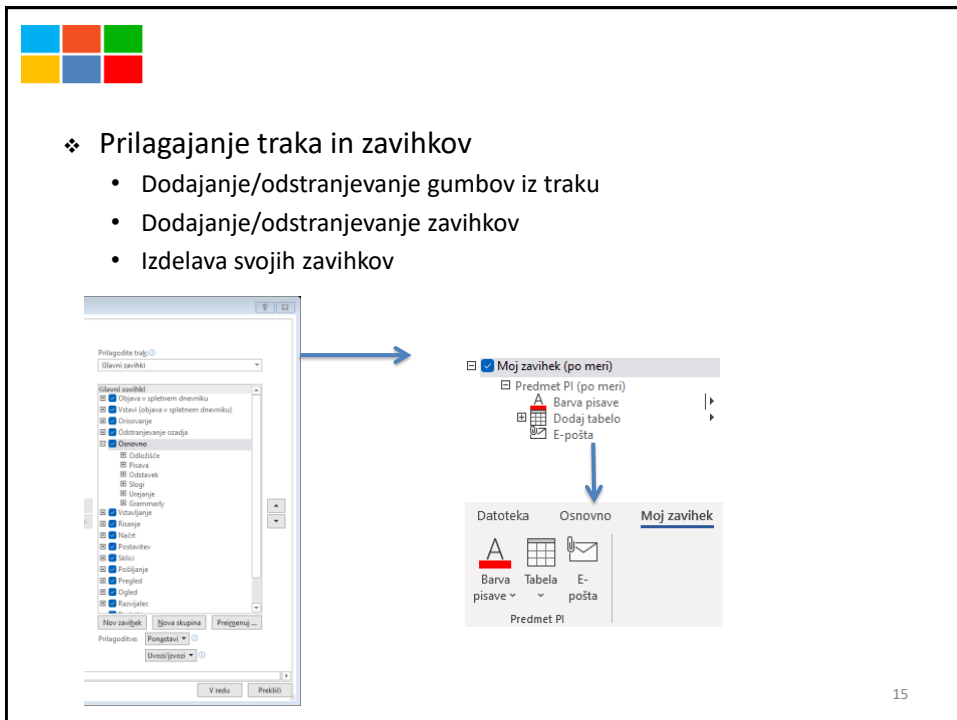 Prilagajanje traka in zavihkov
Dodajanje/odstranjevanje gumbov iz traku
Dodajanje/odstranjevanje zavihkov
Izdelava svojih zavihkov
Prilagodite trak:
Glavni zavihki
Glavni zavihki
Objava v spletnem dnevniku
Vstavi (objava v spletnem dnevniku)
Orisovanje
Odstranjevanje ozadja
Osnovno
Odložišče
Pisava
Odstavek
Slogi
Urejanje
Grammarly
Vstavljanje
Risanje
Načrt
Postavitev
Sklici
Pošiljanje
Pregled
Ogled
Razvijalec
Nov zavihek Nova skupina Preimenuj ...
Prilagoditve: Ponastavi
Uvozi/izvozi
V redu Prekliči
Moj zavihek (po meri)
Predmet PI (po meri)
Barva pisave
Dodaj tabelo
E-pošta
Datoteka Osnovno Moj zavihek
Barva Tabela E-
pisave pošta
Predmet PI
15